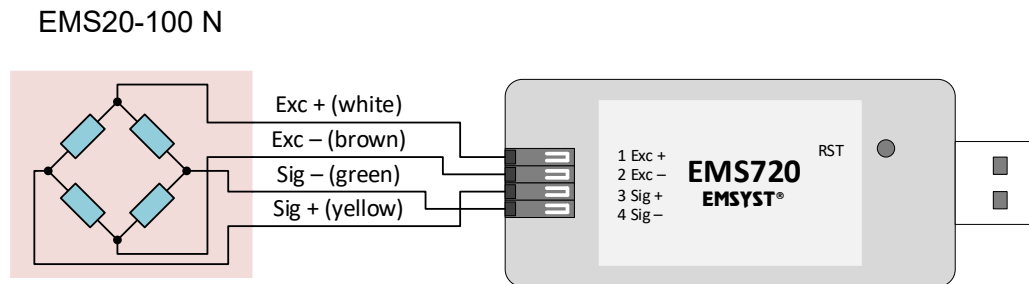 EMS20-100 N
Exc + (white)
Exc – (brown)
Sig – (green)
Sig + (yellow)
1 Exc +
2 Exc –
3 Sig +
4 Sig –
EMS720
EMSYST®
RST